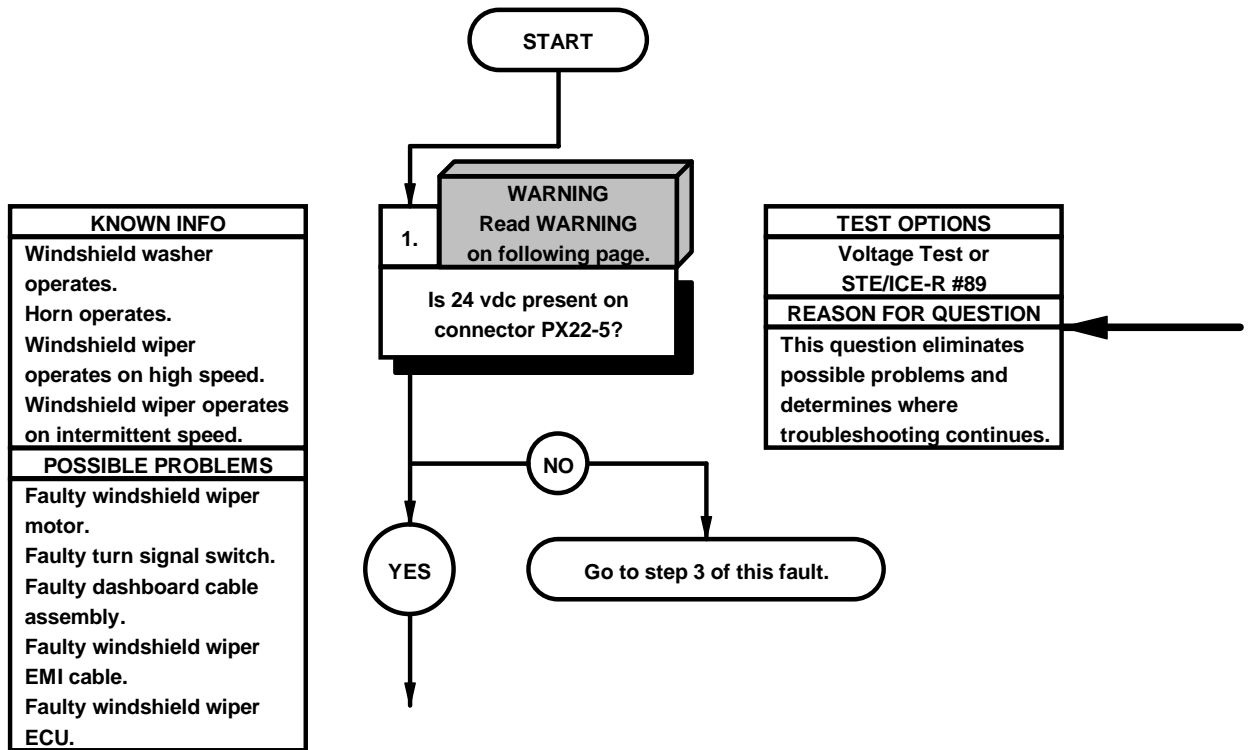 START
WARNING
Read WARNING
on following page.
1.
Is 24 vdc present on
connector PX22-5?
KNOWN INFO
Windshield washer
operates.
Horn operates.
Windshield wiper
operates on high speed.
Windshield wiper operates
on intermittent speed.
POSSIBLE PROBLEMS
Faulty windshield wiper
motor.
Faulty turn signal switch.
Faulty dashboard cable
assembly.
Faulty windshield wiper
EMI cable.
Faulty windshield wiper
ECU.
TEST OPTIONS
Voltage Test or
STE/ICE-R #89
REASON FOR QUESTION
This question eliminates
possible problems and
determines where
troubleshooting continues.
NO
YES
Go to step 3 of this fault.